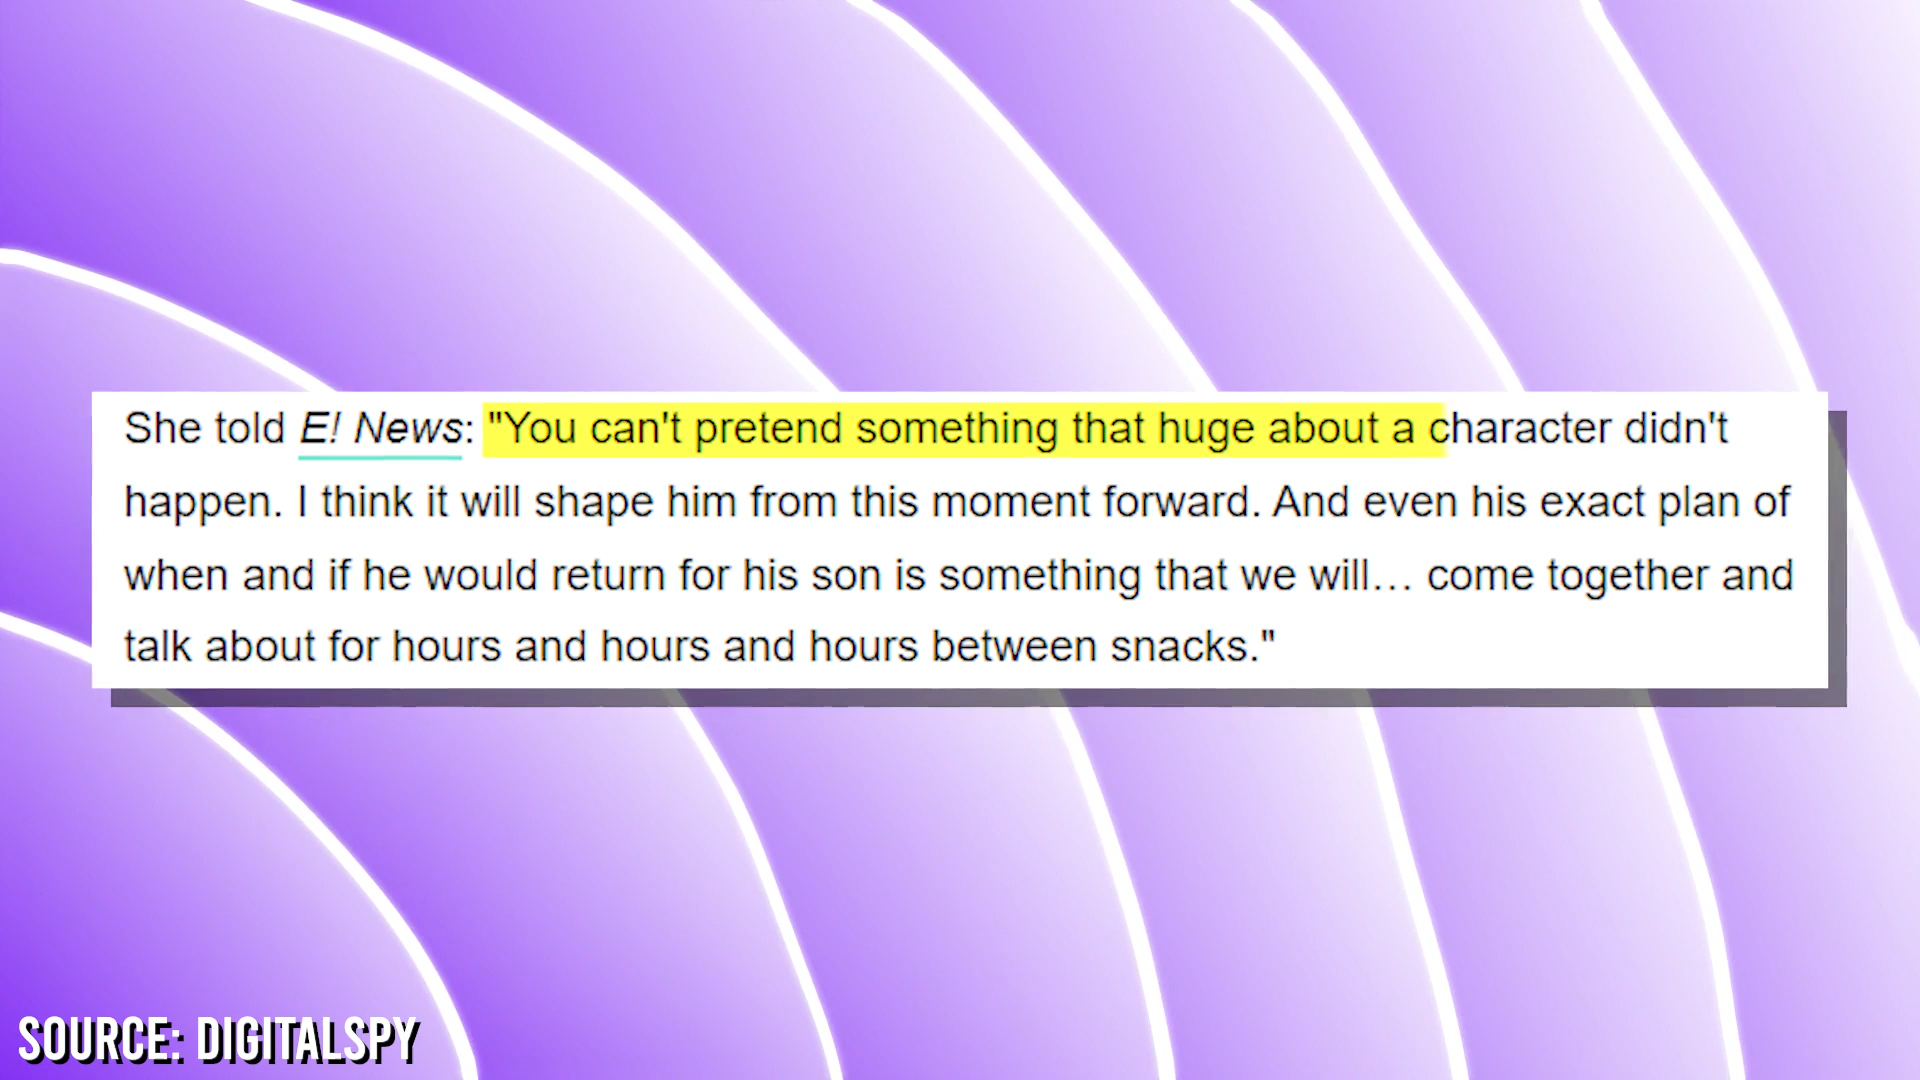 She told E! News: "You can't pretend something that huge about a character didn't
happen. I think it will shape him from this moment forward. And even his exact plan of
when and if he would return for his son is something that we will… come together and
talk about for hours and hours and hours between snacks."
SOURCE: DIGITALSPY